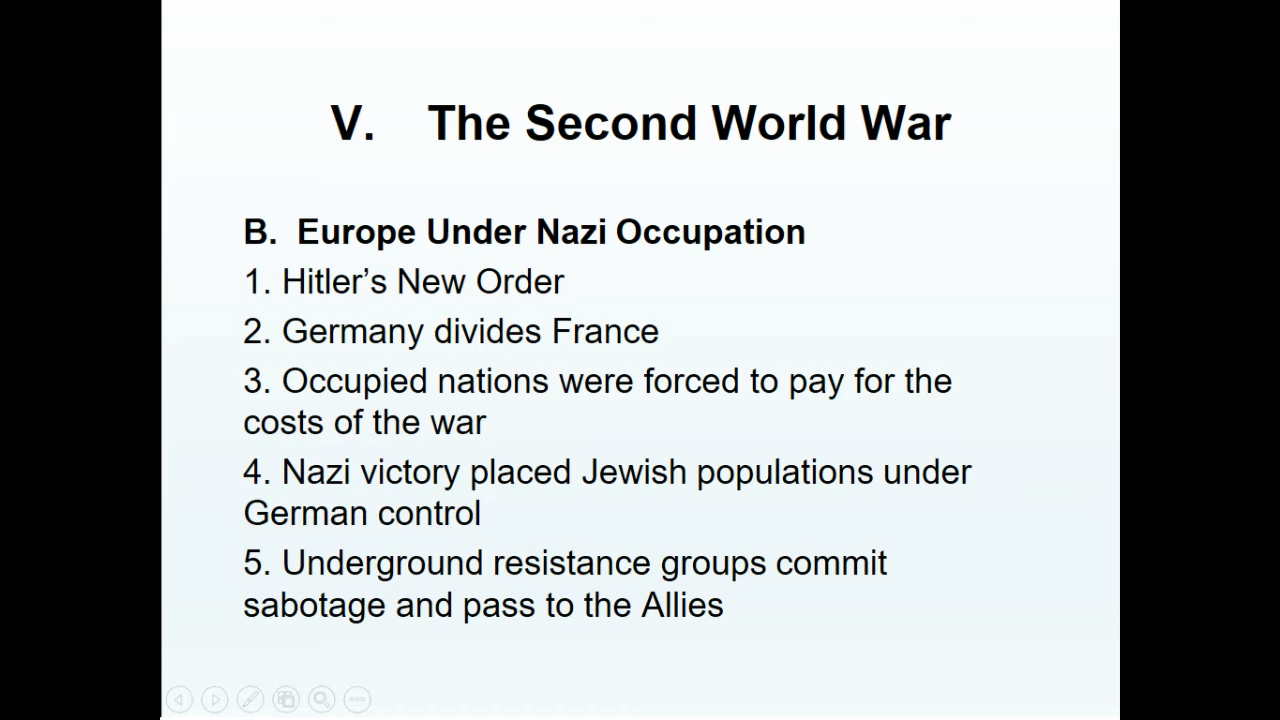 V. The Second World War
B. Europe Under Nazi Occupation
1. Hitler’s New Order
2. Germany divides France
3. Occupied nations were forced to pay for the
costs of the war
4. Nazi victory placed Jewish populations under
German control
5. Underground resistance groups commit
sabotage and pass to the Allies